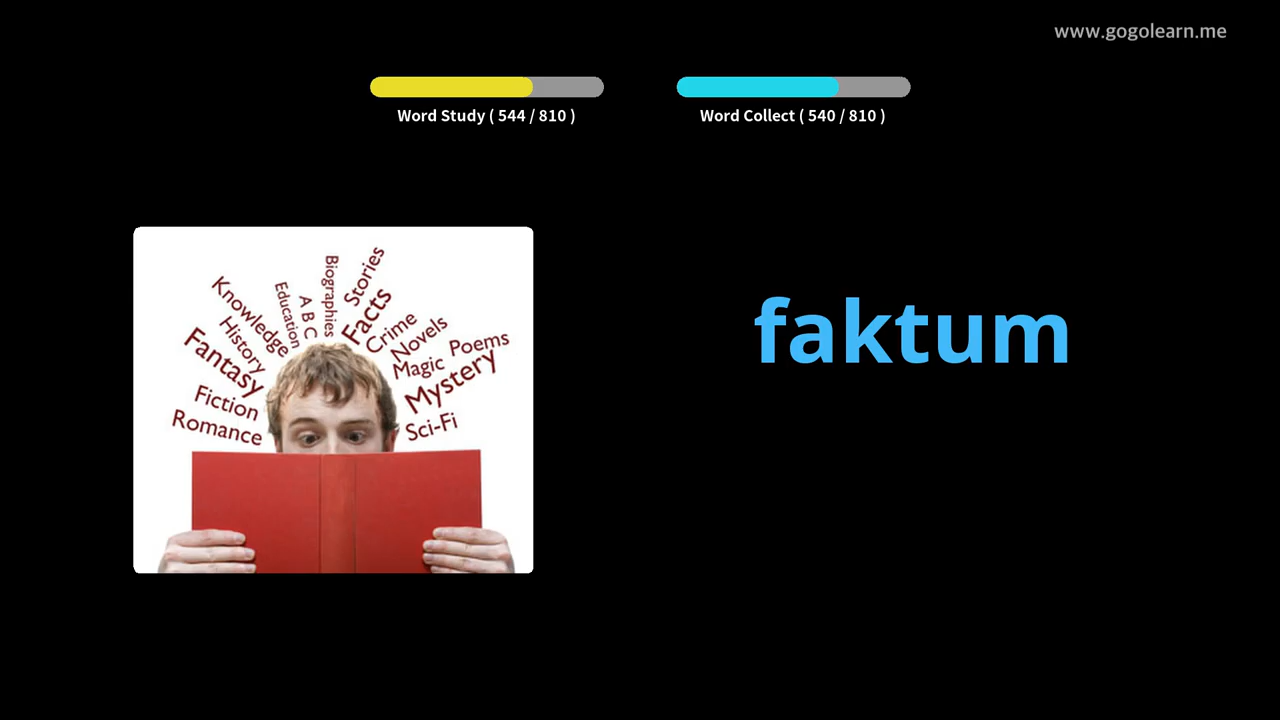 www.gogolearn.me
Word Study ( 544 / 810 )
Word Collect ( 540 / 810 )
Romance
Fiction
Fantasy
History
Knowledge
Education
A B C
Biographies
Stories
Facts
Crime
Novels
Magic
Poems
Mystery
Sci-Fi
faktum